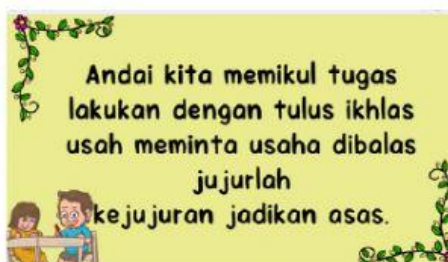 Andai kita memikul tugas
lakukan dengan tulus ikhlas
usah meminta usaha dibalas
jujurlah
kejujuran jadikan asas.